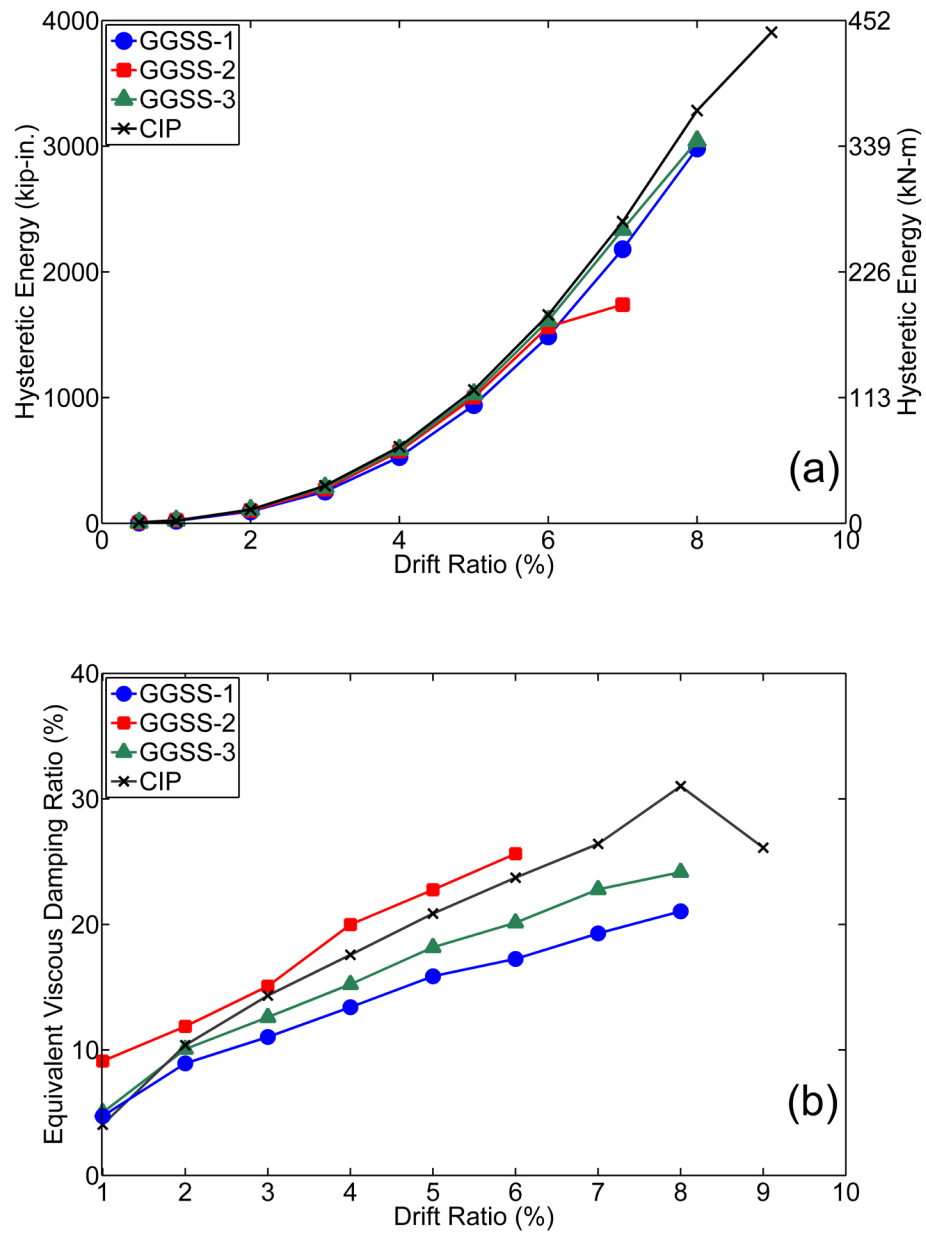 4000
452
GGSS-1
GGSS-2
GGSS-3
CIP
3000
339
2000
226
1000
113
0
0
0
2
4
6
8
10
Hysteretic Energy (kip-in.)
Hysteretic Energy (kN-m)
(a)
Drift Ratio (%)
40
GGSS-1
GGSS-2
GGSS-3
CIP
30
20
10
0
1
2
3
4
5
6
7
8
9
10
Equivalent Viscous Damping Ratio (%)
(b)
Drift Ratio (%)